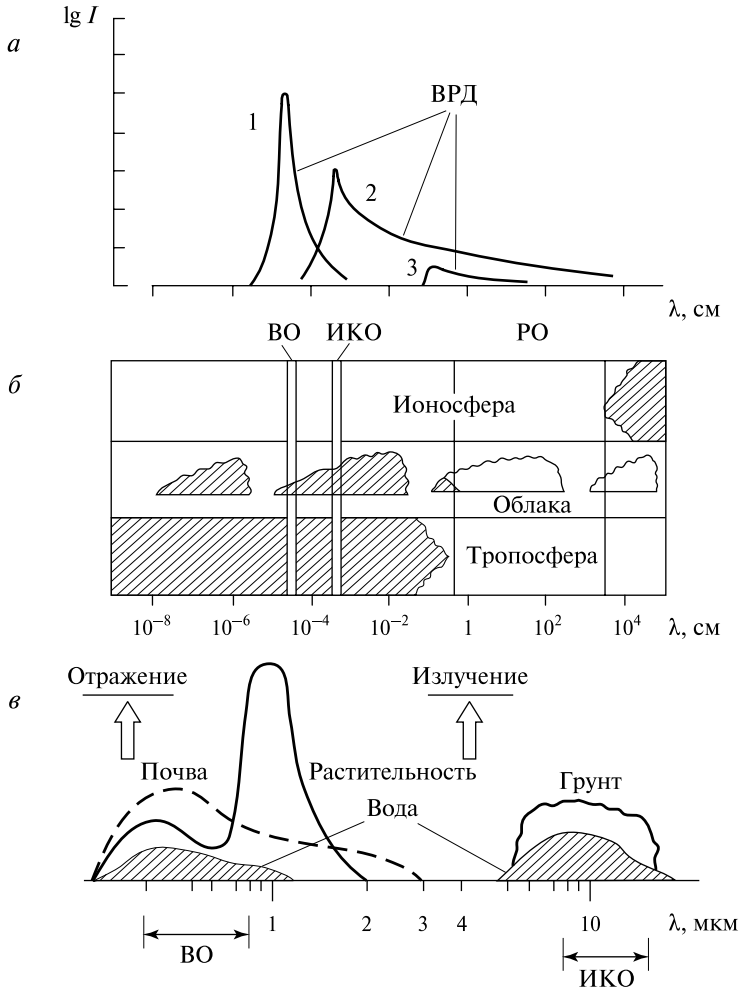 lg I
а
ВРД
1
2
3
λ, см
ВО ИКО РО
б
Ионосфера
Облака
Тропосфера
10–8 10–6 10–4 10–2 1 102 104 λ, см
Отражение Излучение
в
Почва Растительность Грунт
Вода
1 2 3 4 10 λ, мкм
ВО
ИКО